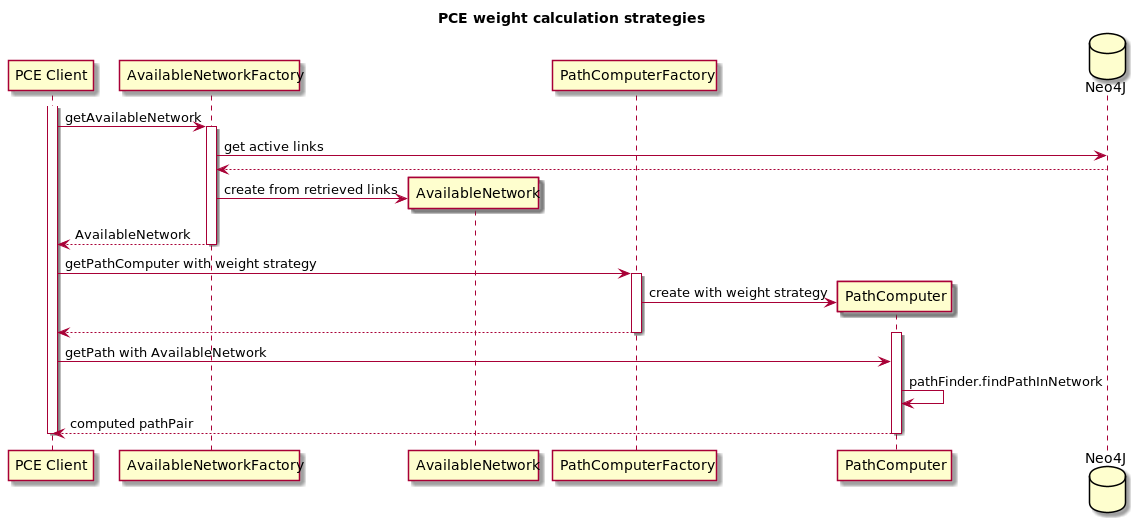 PCE weight calculation strategies
PCE Client
AvailableNetworkFactory
PathComputerFactory
Neo4J
getAvailableNetwork
get active links
create from retrieved links
AvailableNetwork
AvailableNetwork
getPathComputer with weight strategy
create with weight strategy
PathComputer
getPath with AvailableNetwork
pathFinder.findPathInNetwork
computed pathPair
PCE Client
AvailableNetworkFactory
AvailableNetwork
PathComputerFactory
PathComputer
Neo4J